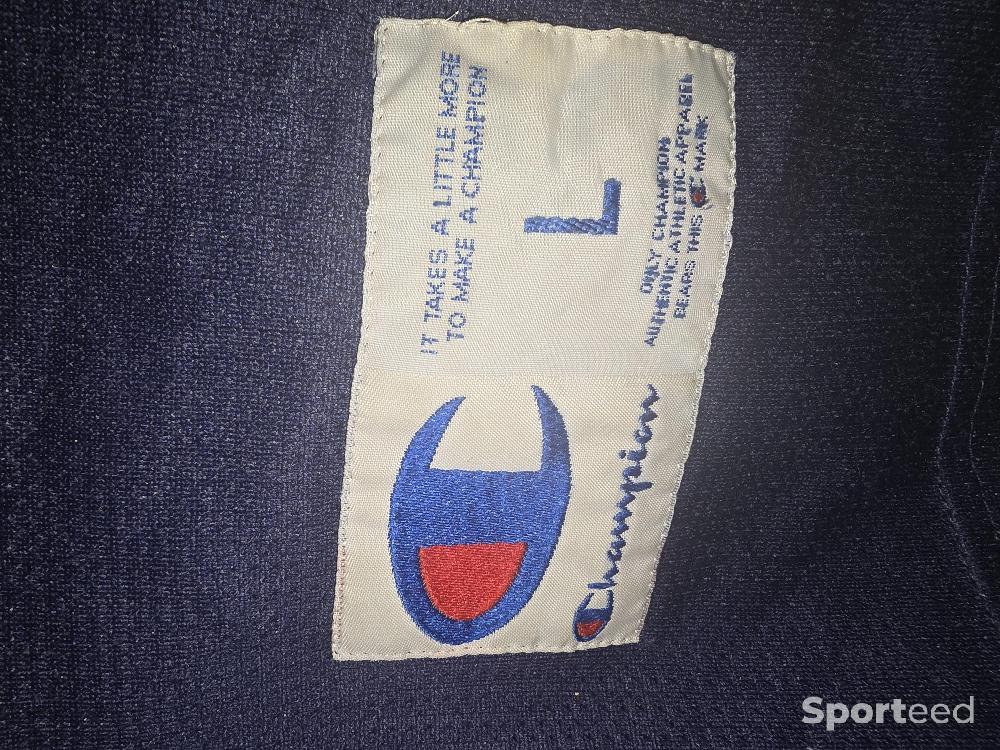 Champion
IT TAKES A LITTLE MORE
TO MAKE A CHAMPION
L
ONLY CHAMPION
AUTHENTIC ATHLETIC APPAREL
BEARS THIS C MARK
Sporteed